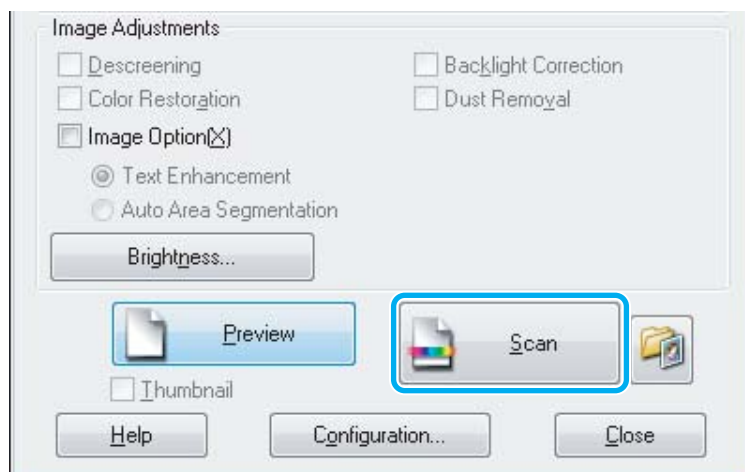 Image Adjustments
Descreening Backlight Correction
Color Restoration Dust Removal
Image Option(X)
Text Enhancement
Auto Area Segmentation
Brightness...
Preview Scan
Thumbnail
Help Configuration... Close